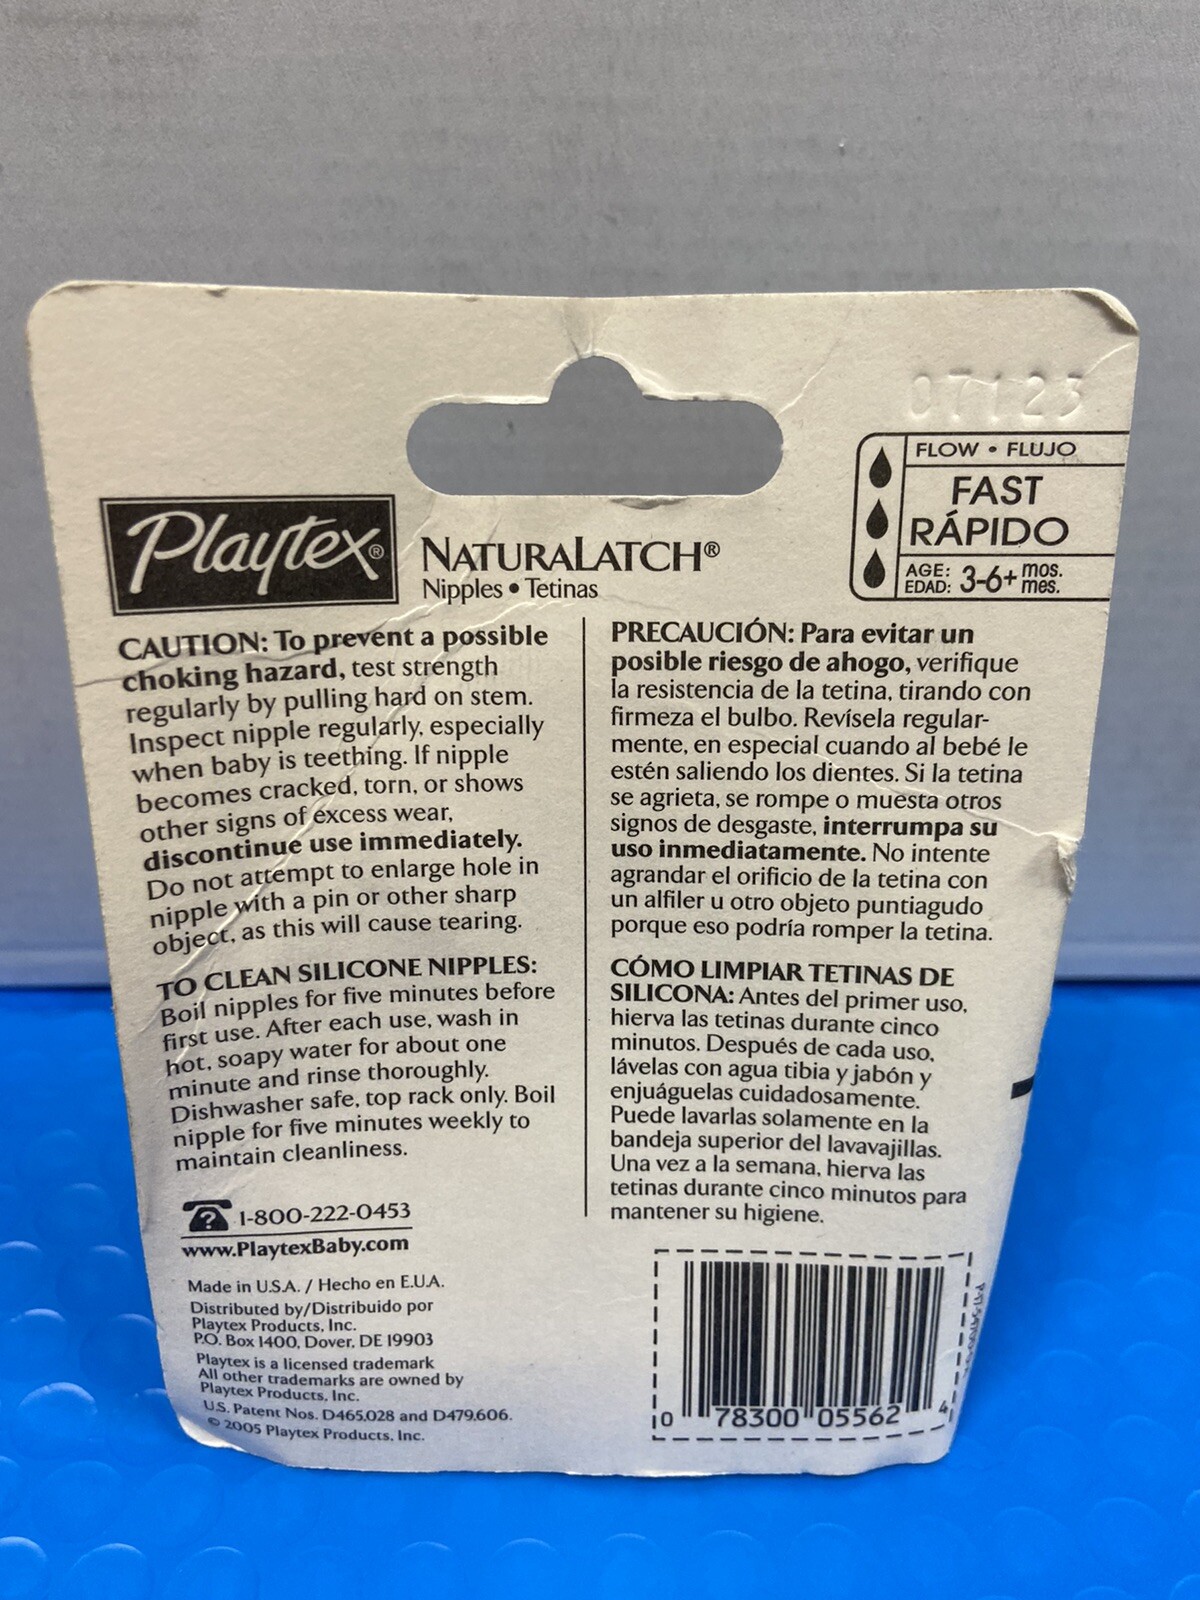 07123
FLOW • FLUJO
FAST
RÁPIDO
AGE: 3-6+ mos.
EDAD: mes.
Playtex®
NATURALATCH®
Nipples • Tetinas
CAUTION: To prevent a possible
choking hazard, test strength
regularly by pulling hard on stem.
Inspect nipple regularly, especially
when baby is teething. If nipple
becomes cracked, torn, or shows
other signs of excess wear,
discontinue use immediately.
Do not attempt to enlarge hole in
nipple with a pin or other sharp
object, as this will cause tearing.
TO CLEAN SILICONE NIPPLES:
Boil nipples for five minutes before
first use. After each use, wash in
hot, soapy water for about one
minute and rinse thoroughly.
Dishwasher safe, top rack only. Boil
nipple for five minutes weekly to
maintain cleanliness.
1-800-222-0453
www.PlaytexBaby.com
Made in U.S.A. / Hecho en E.U.A.
Distributed by/Distribuido por
Playtex Products, Inc.
P.O. Box 1400, Dover, DE 19903
Playtex is a licensed trademark
All other trademarks are owned by
Playtex Products, Inc.
U.S. Patent Nos. D465,028 and D479,606.
© 2005 Playtex Products, Inc.
PRECAUCIÓN: Para evitar un
posible riesgo de ahogo, verifique
la resistencia de la tetina, tirando con
firmeza el bulbo. Revísela regular-
mente, en especial cuando al bebé le
estén saliendo los dientes. Si la tetina
se agrieta, se rompe o muesta otros
signos de desgaste, interrumpa su
uso inmediatamente. No intente
agrandar el orificio de la tetina con
un alfiler u otro objeto puntiagudo
porque eso podría romper la tetina.
CÓMO LIMPIAR TETINAS DE
SILICONA: Antes del primer uso,
hierva las tetinas durante cinco
minutos. Después de cada uso,
lávelas con agua tibia y jabón y
enjuáguelas cuidadosamente.
Puede lavarlas solamente en la
bandeja superior del lavavajillas.
Una vez a la semana, hierva las
tetinas durante cinco minutos para
mantener su higiene.
0 78300 05562 4